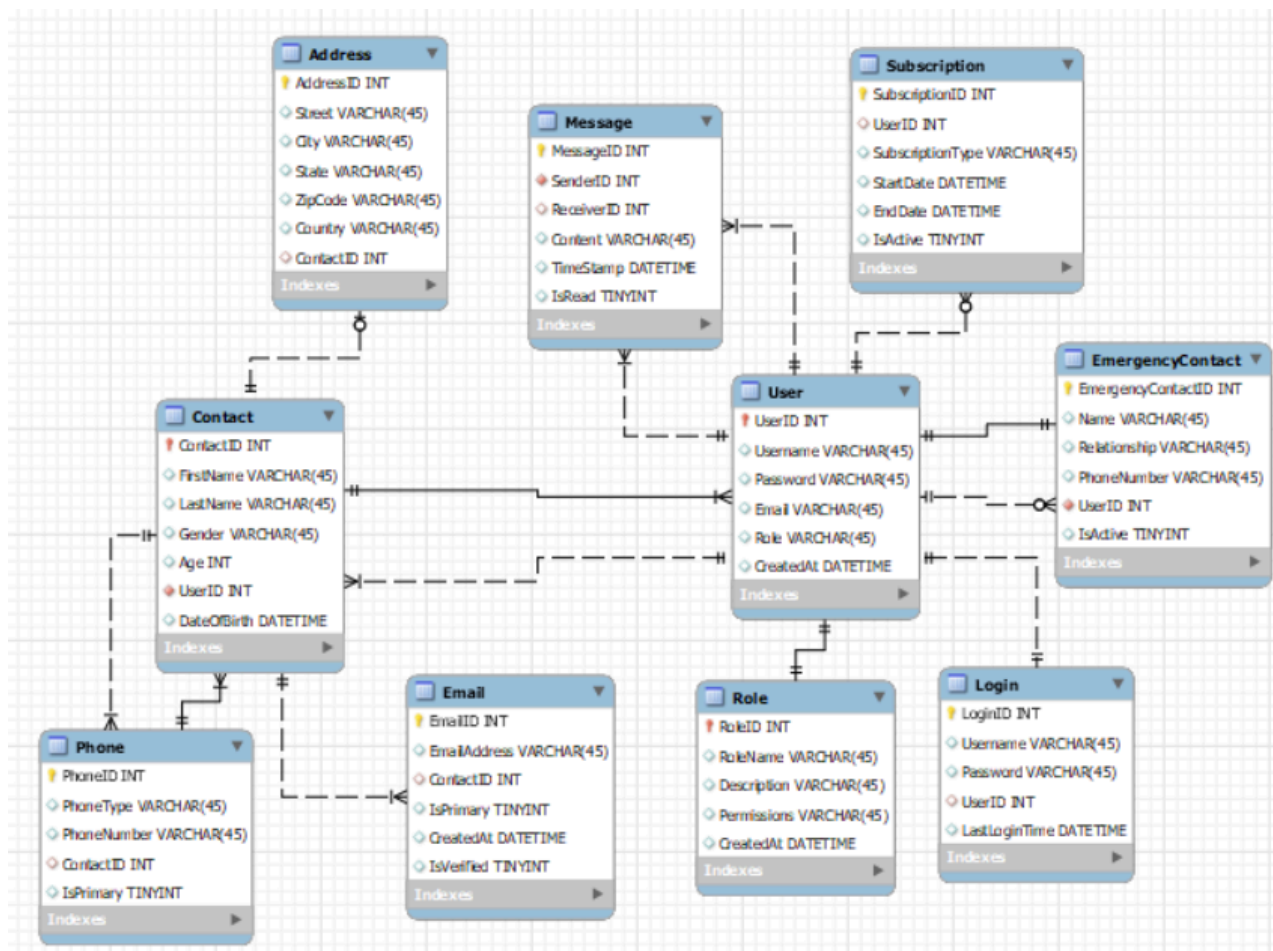 Address
AddressID INT
Street VARCHAR(45)
City VARCHAR(45)
State VARCHAR(45)
ZipCode VARCHAR(45)
Country VARCHAR(45)
ContactID INT
Indexes
Message
MessageID INT
SenderID INT
ReceiverID INT
Content VARCHAR(45)
TimeStamp DATETIME
IsRead TINYINT
Indexes
Subscription
SubscriptionID INT
UserID INT
SubscriptionType VARCHAR(45)
StartDate DATETIME
EndDate DATETIME
IsActive TINYINT
Indexes
Contact
ContactID INT
FirstName VARCHAR(45)
LastName VARCHAR(45)
Gender VARCHAR(45)
Age INT
UserID INT
DateOfBirth DATETIME
Indexes
User
UserID INT
Username VARCHAR(45)
Password VARCHAR(45)
Email VARCHAR(45)
Role VARCHAR(45)
CreatedAt DATETIME
Indexes
EmergencyContact
EmergencyContactID INT
Name VARCHAR(45)
Relationship VARCHAR(45)
PhoneNumber VARCHAR(45)
UserID INT
IsActive TINYINT
Indexes
Phone
PhoneID INT
PhoneType VARCHAR(45)
PhoneNumber VARCHAR(45)
ContactID INT
IsPrimary TINYINT
Indexes
Email
EmailID INT
EmailAddress VARCHAR(45)
ContactID INT
IsPrimary TINYINT
CreatedAt DATETIME
IsVerified TINYINT
Indexes
Role
RoleID INT
RoleName VARCHAR(45)
Description VARCHAR(45)
Permissions VARCHAR(45)
CreatedAt DATETIME
Indexes
Login
LoginID INT
Username VARCHAR(45)
Password VARCHAR(45)
UserID INT
LastLoginTime DATETIME
Indexes